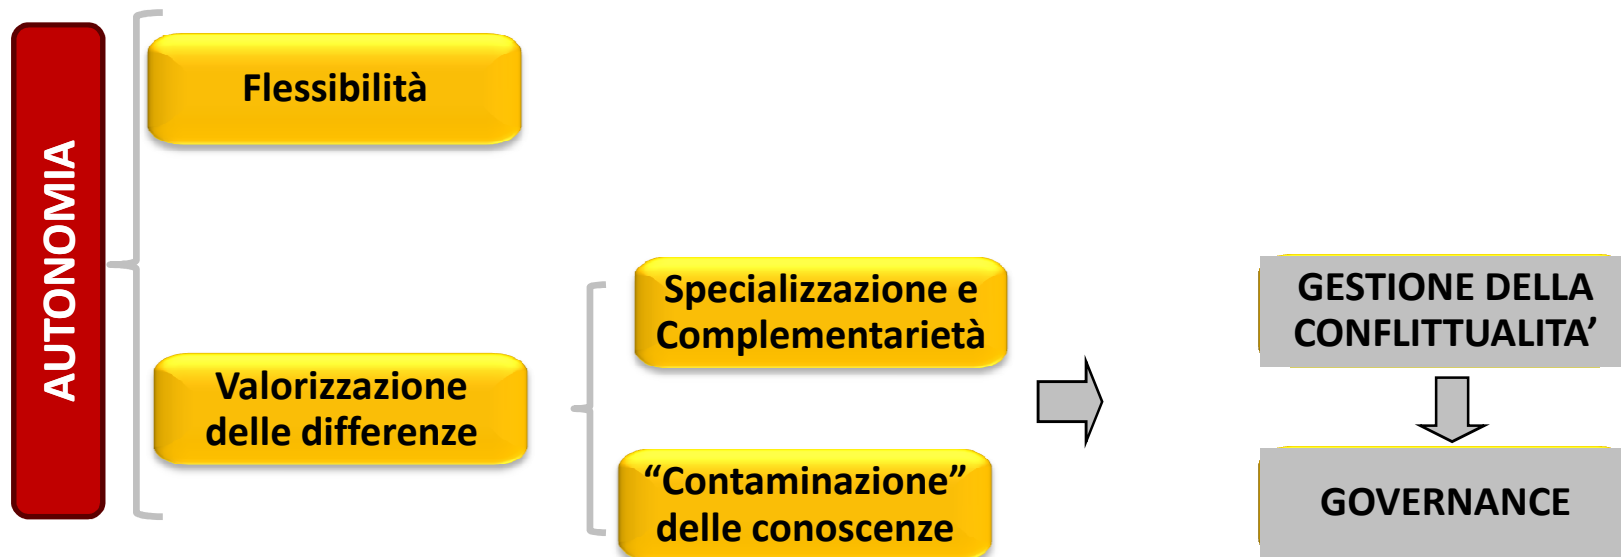 AUTONOMIA
Flessibilità
Valorizzazione
delle differenze
Specializzazione e
Complementarietà
“Contaminazione”
delle conoscenze
GESTIONE DELLA
CONFLITTUALITA’
GOVERNANCE